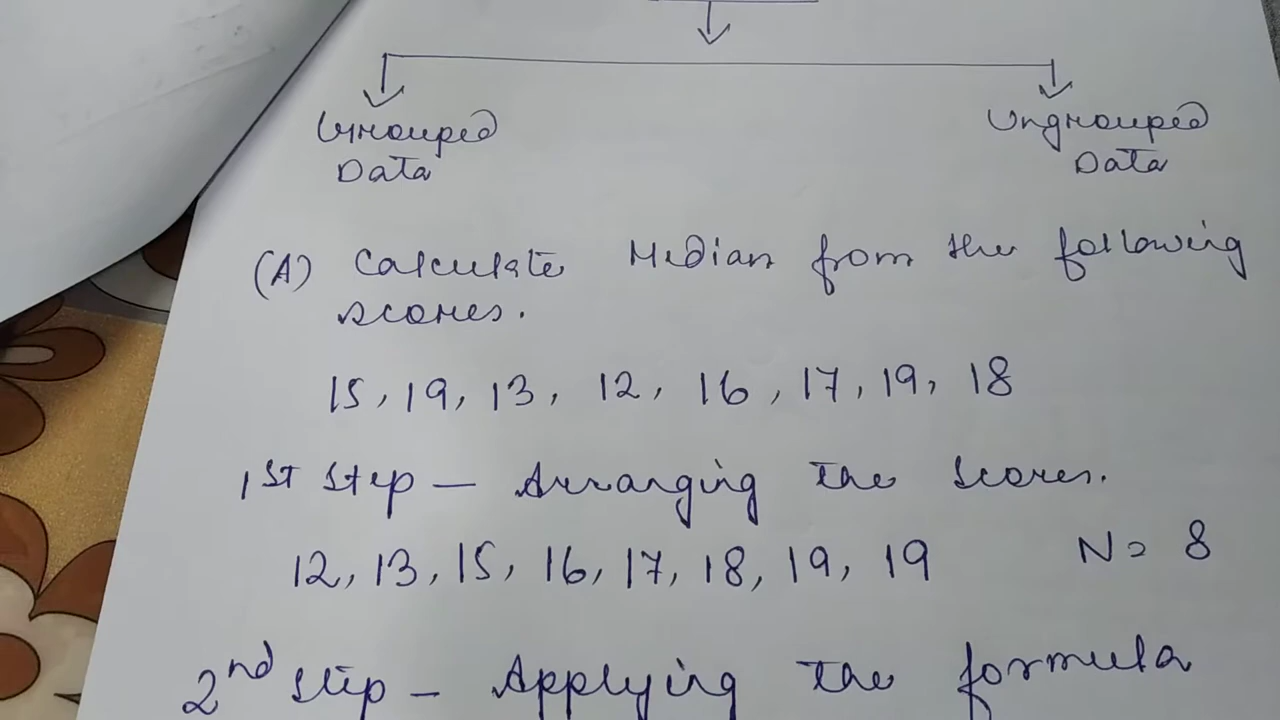 Grouped Ungrouped
Data Data
(A) Calculate Median from the following
scores.
15, 19, 13, 12, 16, 17, 19, 18
1st step - Arranging the scores.
12, 13, 15, 16, 17, 18, 19, 19 N = 8
2nd step - Applying the formula